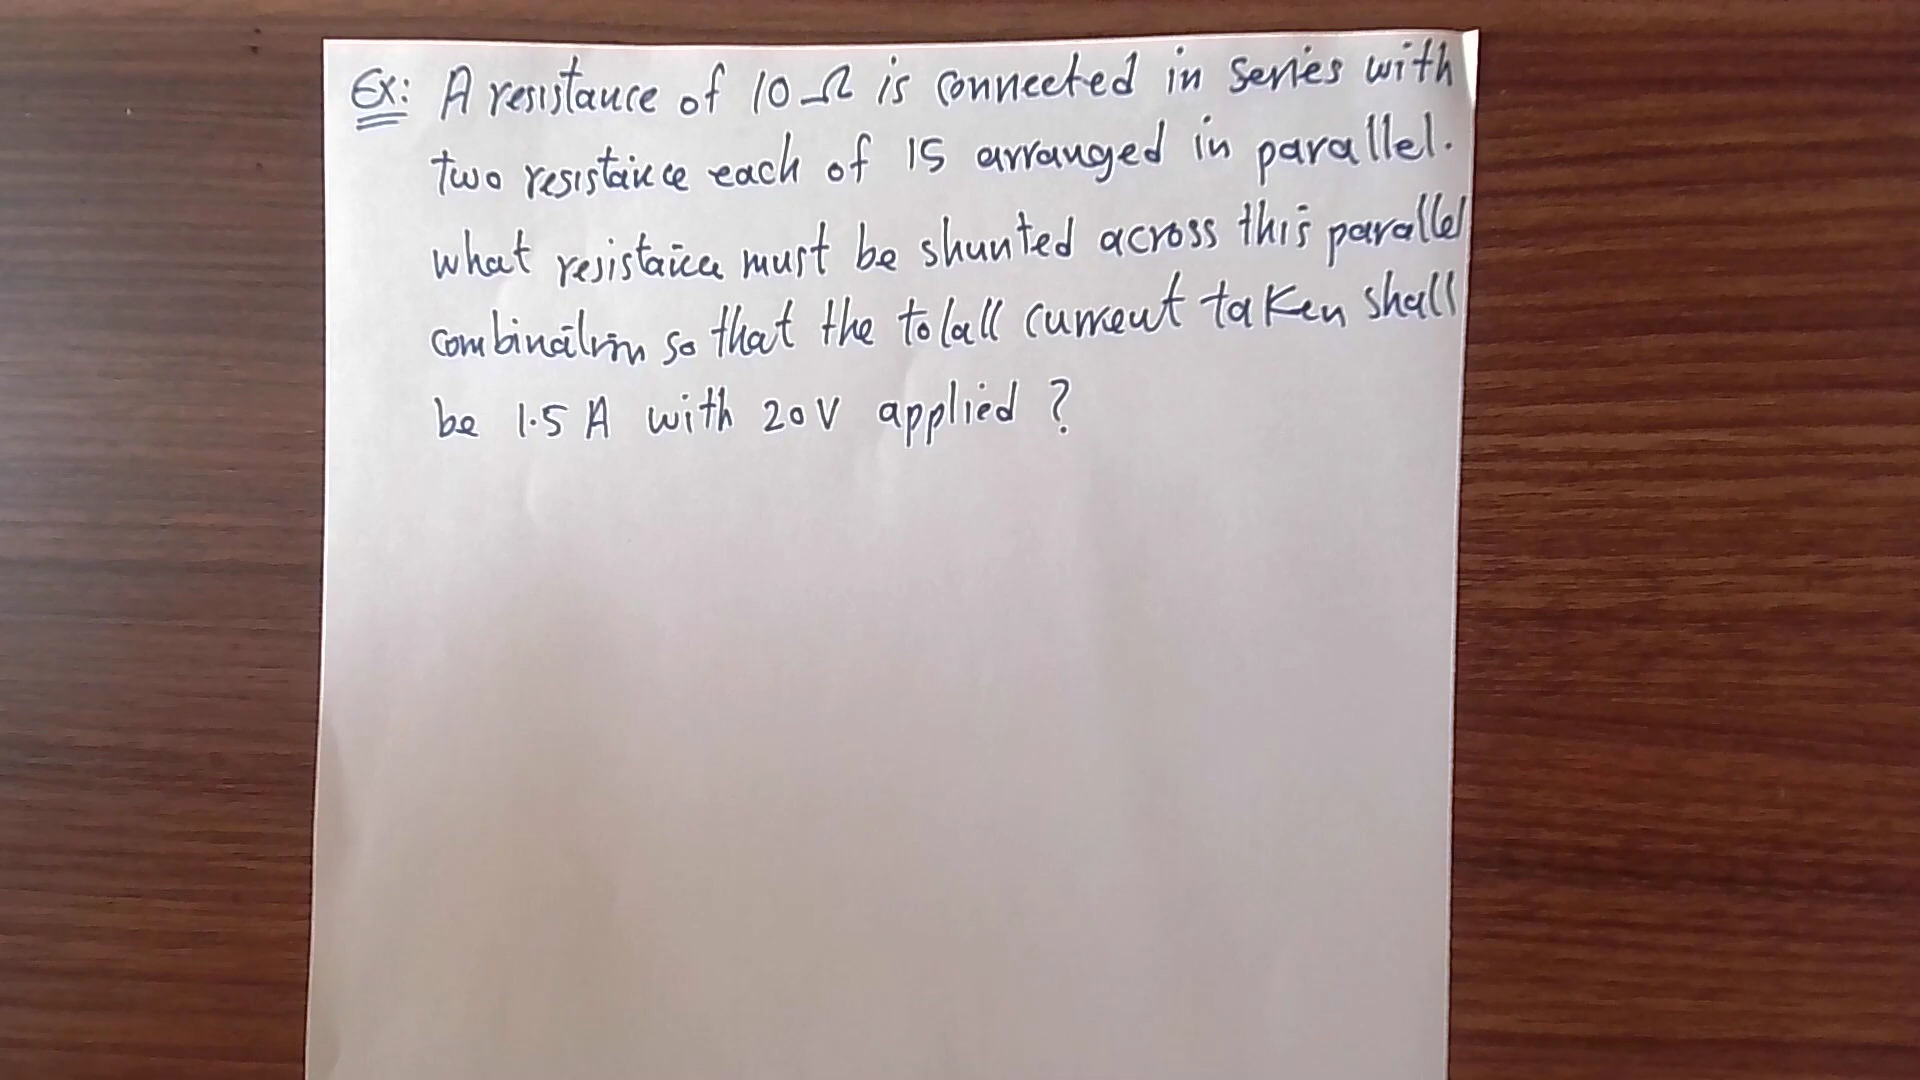 Ex: A resistance of 10 Ω is connected in series with
two resistance each of 15 arranged in parallel.
what resistance must be shunted across this parallel
combination so that the totall current taken shall
be 1.5 A with 20V applied ?